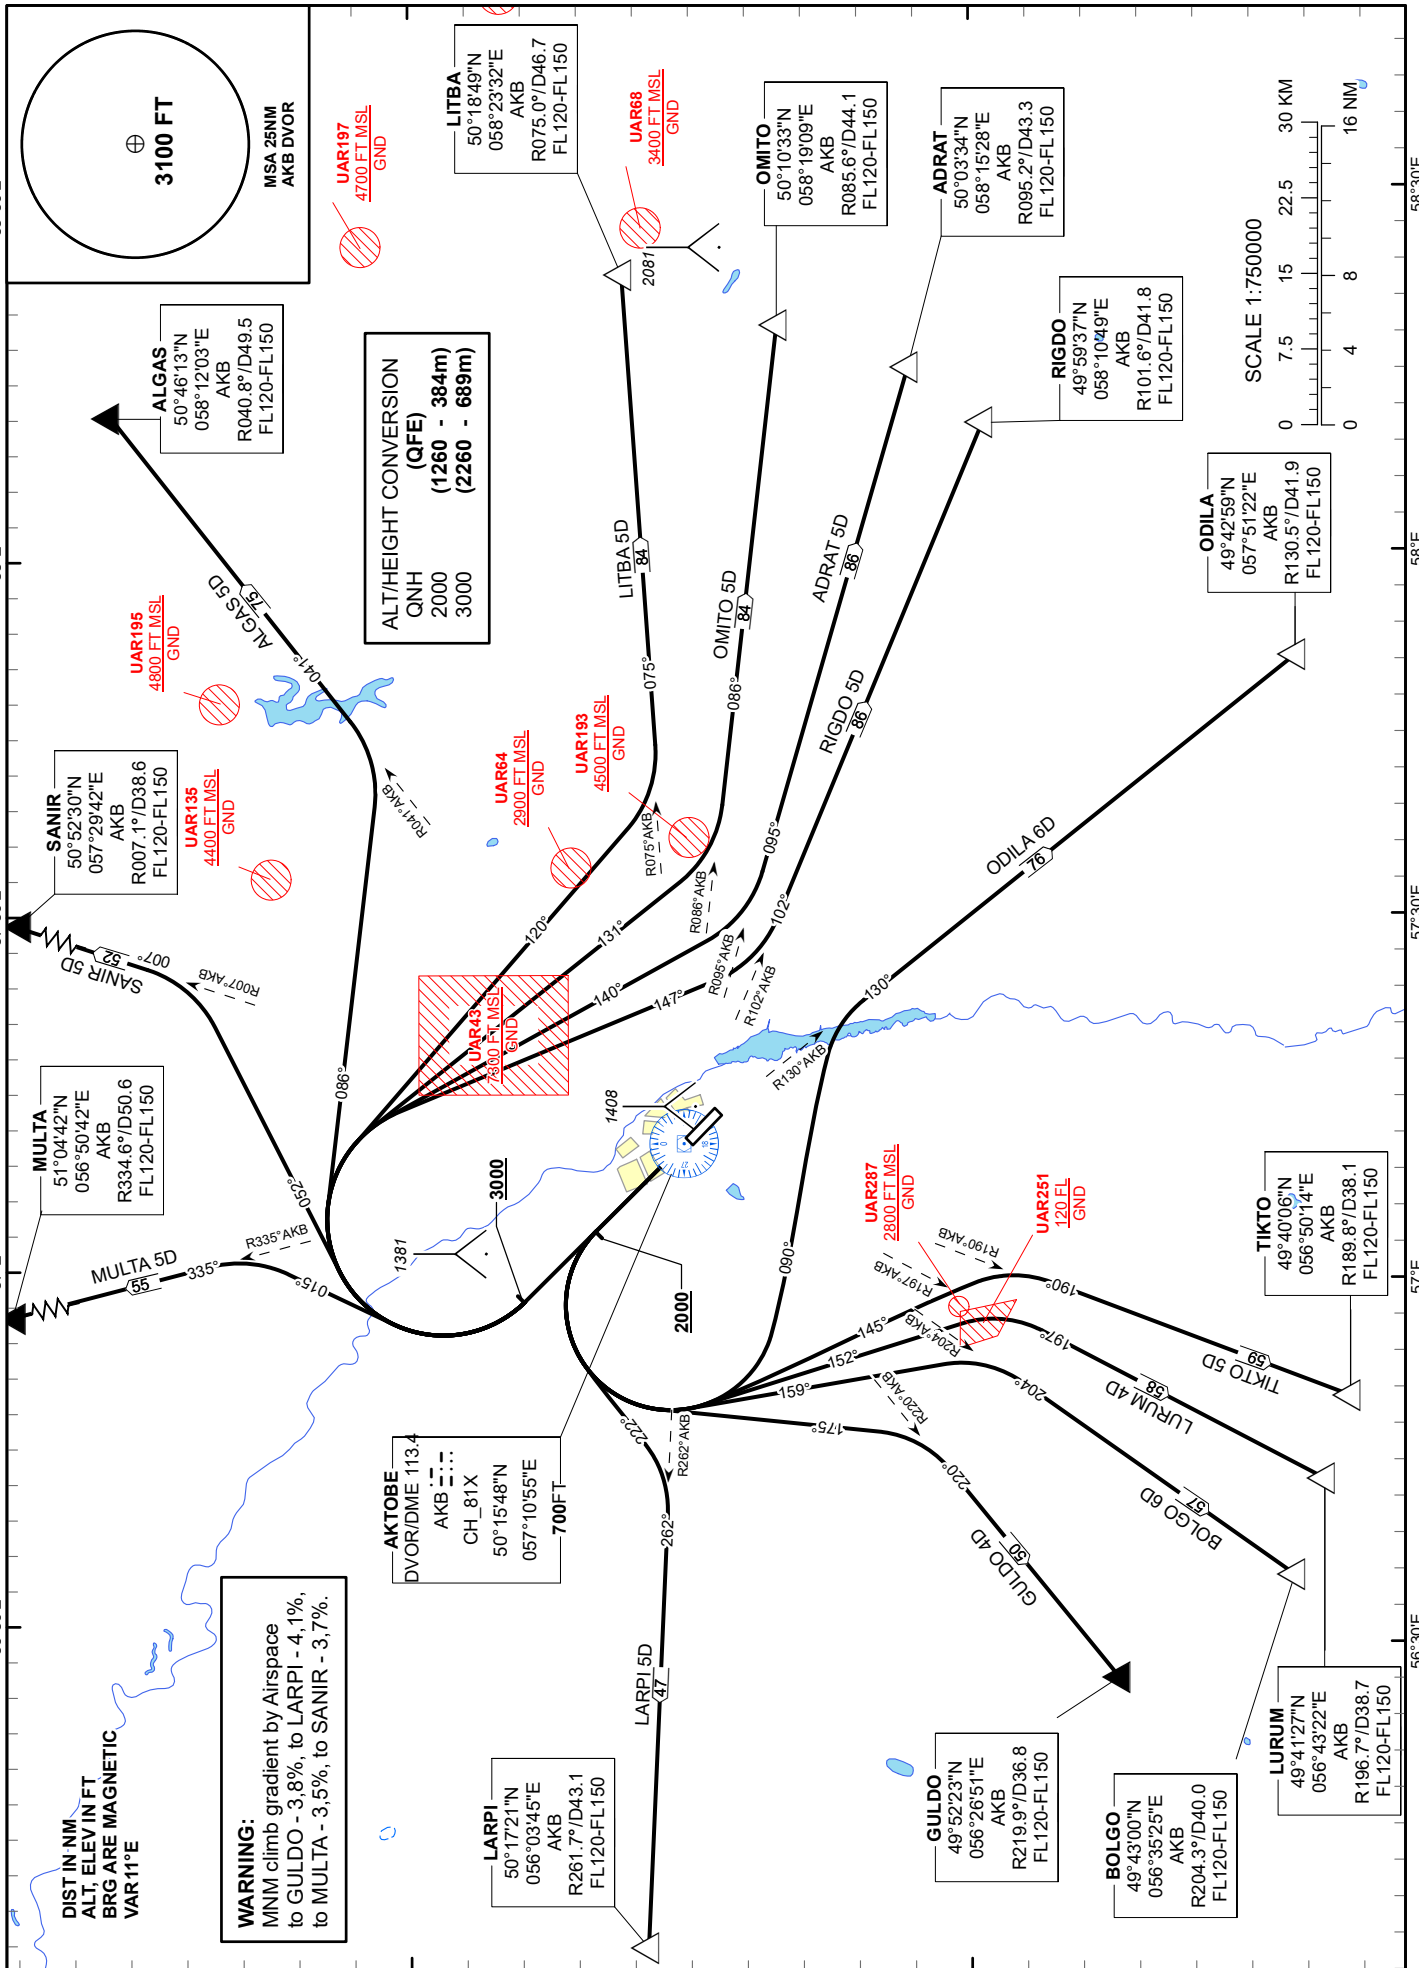 DIST IN NM
ALT, ELEV IN FT
BRG ARE MAGNETIC
VAR11°E
WARNING:
MNM climb gradient by Airspace
to GULDO - 3,8%, to LARPI - 4,1%,
to MULTA - 3,5%, to SANIR - 3,7%.
MULTA
51°04'42"N
056°50'42"E
AKB
R334.6°/D50.6
FL120-FL150
SANIR
50°52'30"N
057°29'42"E
AKB
R007.1°/D38.6
FL120-FL150
ALGAS
50°46'13"N
058°12'03"E
AKB
R040.8°/D49.5
FL120-FL150
3100 FT
MSA 25NM
AKB DVOR
UAR197
4700 FT MSL
GND
UAR195
4800 FT MSL
GND
UAR135
4400 FT MSL
GND
MULTA 5D
55
335°
015°
R335°AKB
SANIR 5D
52
007°
052°
R007°AKB
ALGAS 5D
75
041°
086°
R041°AKB
ALT/HEIGHT CONVERSION
QNH (QFE)
2000 (1260 - 384m)
3000 (2260 - 689m)
LITBA
50°18'49"N
058°23'32"E
AKB
R075.0°/D46.7
FL120-FL150
UAR68
3400 FT MSL
GND
2081
UAR64
2900 FT MSL
GND
UAR193
4500 FT MSL
GND
UAR43
7300 FT MSL
GND
LITBA 5D
84
075°
120°
R075°AKB
OMITO 5D
84
086°
131°
R086°AKB
ADRAT 5D
86
095°
140°
R095°AKB
RIGDO 5D
86
102°
147°
R102°AKB
OMITO
50°10'33"N
058°19'09"E
AKB
R085.6°/D44.1
FL120-FL150
ADRAT
50°03'34"N
058°15'28"E
AKB
R095.2°/D43.3
FL120-FL150
RIGDO
49°59'37"N
058°10'49"E
AKB
R101.6°/D41.8
FL120-FL150
1381
3000
1408
0
18
27
2000
AKTOBE
DVOR/DME 113.4
AKB
CH_81X
50°15'48"N
057°10'55"E
700FT
LARPI
50°17'21"N
056°03'45"E
AKB
R261.7°/D43.1
FL120-FL150
LARPI 5D
47
262°
222°
R262°AKB
ODILA 6D
76
130°
090°
R130°AKB
ODILA
49°42'59"N
057°51'22"E
AKB
R130.5°/D41.9
FL120-FL150
UAR287
2800 FT MSL
GND
UAR251
120 FL
GND
R190°AKB
R197°AKB
R204°AKB
R220°AKB
145°
152°
159°
175°
190°
197°
204°
220°
TIKTO 5D
59
LURUM 4D
58
BOLGO 6D
57
GULDO 4D
50
GULDO
49°52'23"N
056°26'51"E
AKB
R219.9°/D36.8
FL120-FL150
BOLGO
49°43'00"N
056°35'25"E
AKB
R204.3°/D40.0
FL120-FL150
LURUM
49°41'27"N
056°43'22"E
AKB
R196.7°/D38.7
FL120-FL150
TIKTO
49°40'06"N
056°50'14"E
AKB
R189.8°/D38.1
FL120-FL150
SCALE 1:750000
0 7.5 15 22.5 30 KM
0 4 8 16 NM
56°30'E
57°E
57°30'E
58°E
58°30'E